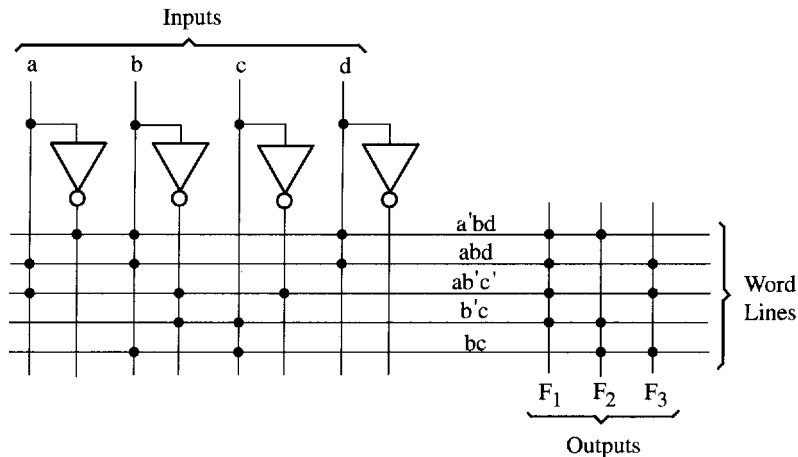 Inputs
a b c d
a'bd
abd
ab'c'
b'c
bc
Word
Lines
F1 F2 F3
Outputs